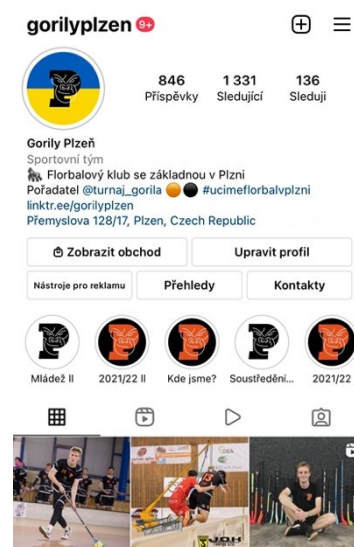 gorilyplzen 9+
846 1 331 136
Příspěvky Sledující Sleduji
Gorily Plzeň
Sportovní tým
🦍 Florbalový klub se základnou v Plzni
Pořadatel @turnaj_gorila 🟠⚫ #ucimeflorbalvplzni
linktr.ee/gorilyplzen
Přemyslova 128/17, Plzen, Czech Republic
Zobrazit obchod Upravit profil
Nástroje pro reklamu Přehledy Kontakty
Mládež II 2021/22 II Kde jsme? Soustředění... 2021/22
J.O.H